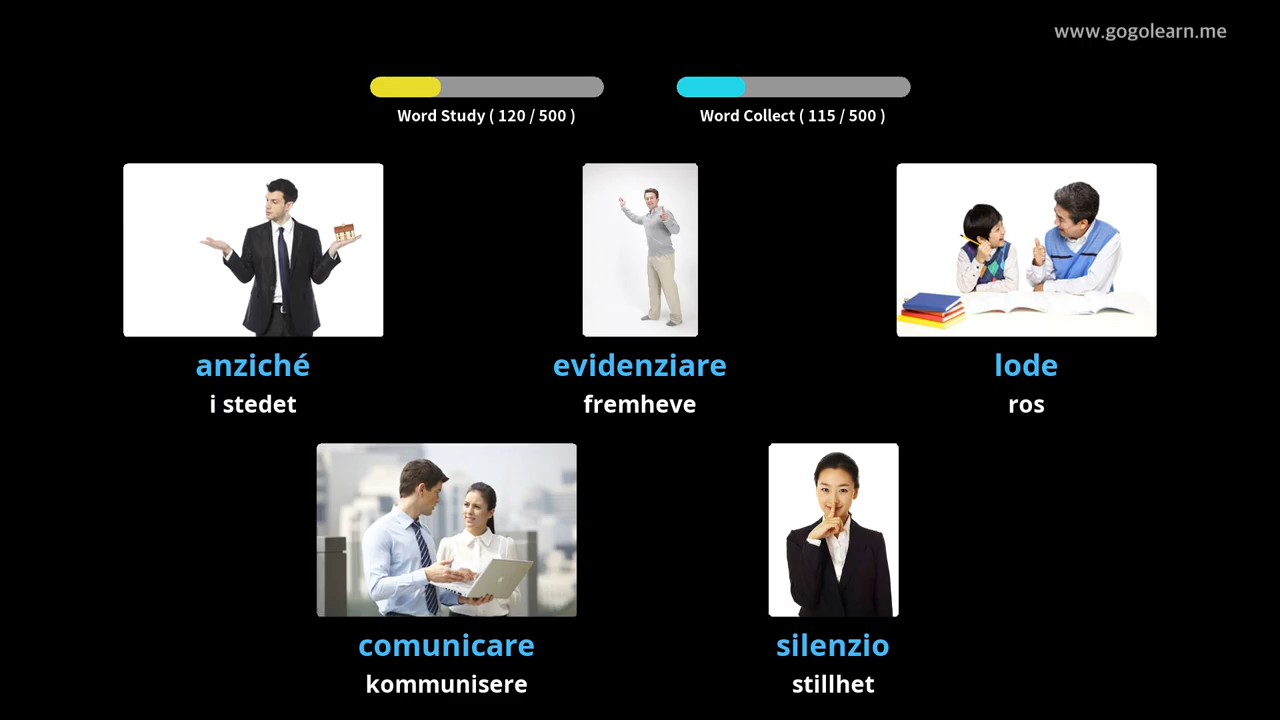 www.gogolearn.me
Word Study ( 120 / 500 )
Word Collect ( 115 / 500 )
anziché
evidenziare
lode
i stedet
fremheve
ros
comunicare
silenzio
kommunisere
stillhet